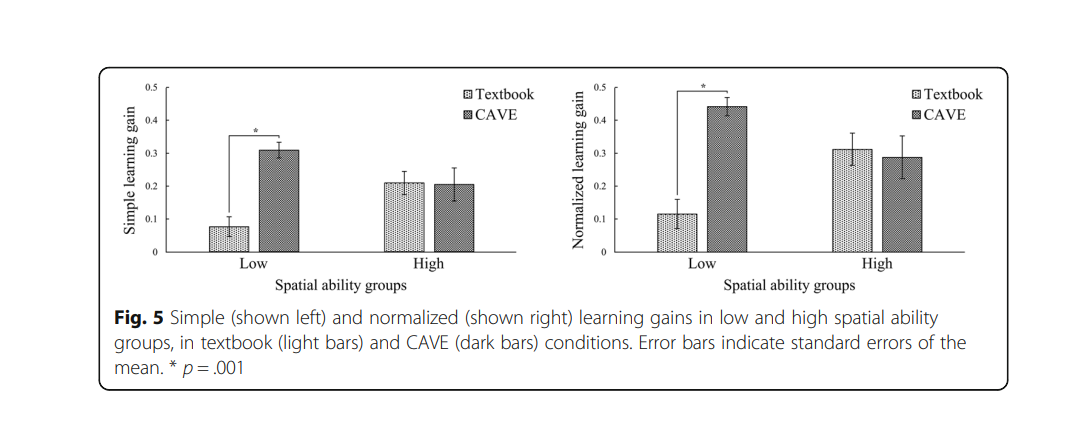 0.5
0.4
0.3
0.2
0.1
0
Simple learning gain
*
Textbook
CAVE
Low
High
Spatial ability groups
0.5
0.4
0.3
0.2
0.1
0
Normalized learning gain
*
Textbook
CAVE
Low
High
Spatial ability groups
Fig. 5 Simple (shown left) and normalized (shown right) learning gains in low and high spatial ability
groups, in textbook (light bars) and CAVE (dark bars) conditions. Error bars indicate standard errors of the
mean. * p = .001